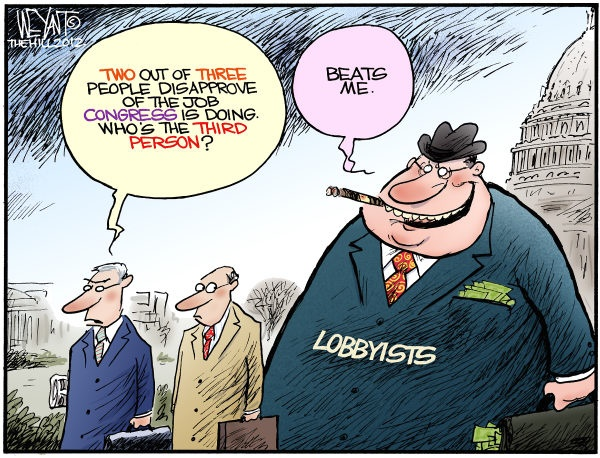 WEYANT ©
THE HILL 2012
TWO OUT OF THREE
PEOPLE DISAPPROVE
OF THE JOB
CONGRESS IS DOING.
WHO'S THE THIRD
PERSON?
BEATS
ME.
LOBBYISTS